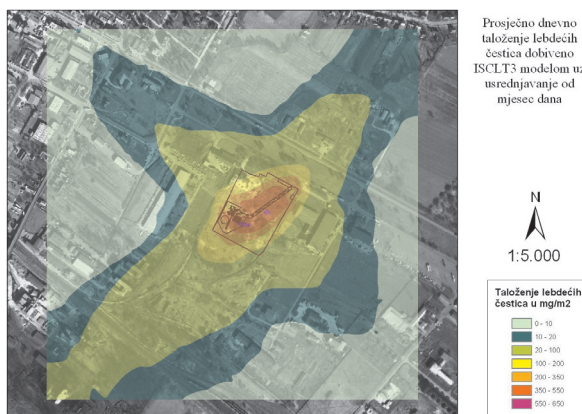 Prosječno dnevno
taloženje lebdećih
čestica dobiveno
ISCLT3 modelom uz
usrednjavanje od
mjesec dana
N
1:5.000
Taloženje lebdećih
čestica u mg/m2
0 - 10
10 - 20
20 - 100
100 - 200
200 - 350
350 - 550
550 - 650